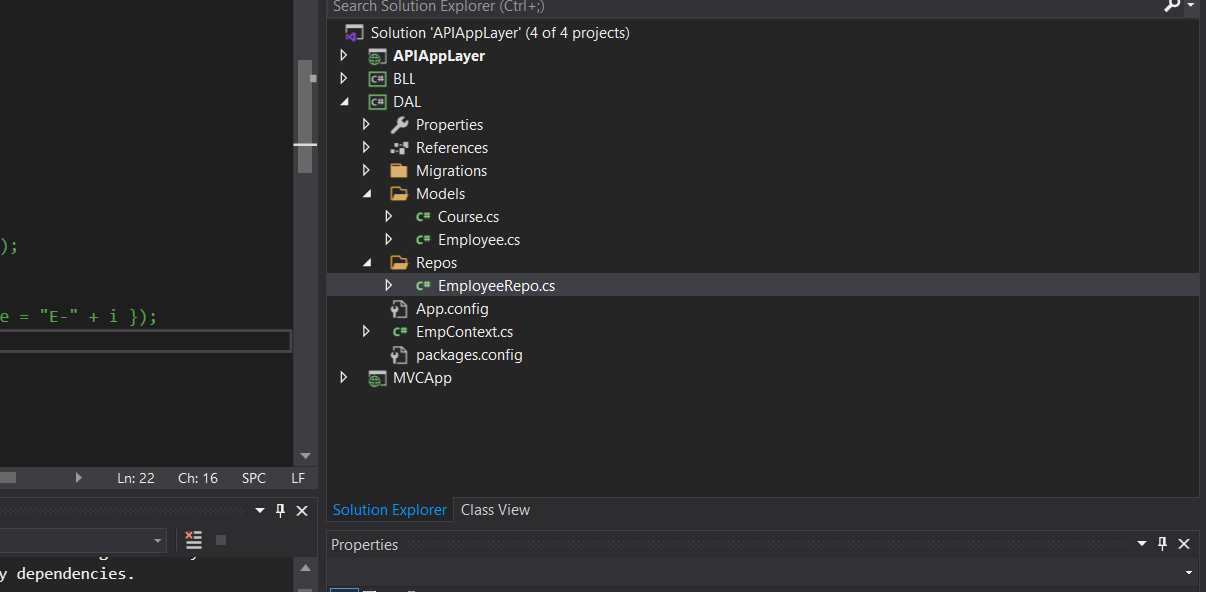 Search Solution Explorer (Ctrl+;)
Solution 'APIAppLayer' (4 of 4 projects)
APIAppLayer
C# BLL
C# DAL
Properties
References
Migrations
Models
C# Course.cs
C# Employee.cs
Repos
C# EmployeeRepo.cs
App.config
C# EmpContext.cs
packages.config
MVCApp
);
e = "E-" + i });
Ln: 22 Ch: 16 SPC LF
Solution Explorer Class View
Properties
y dependencies.